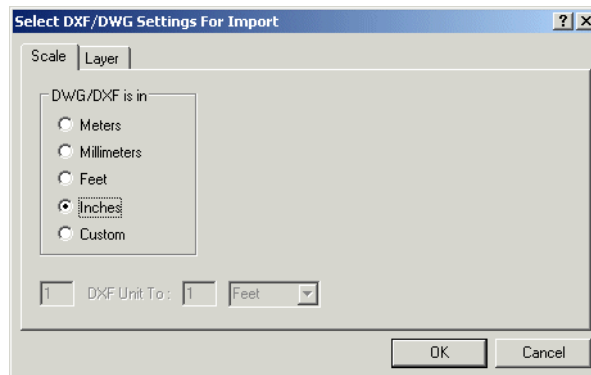 Select DXF/DWG Settings For Import
Scale Layer
DWG/DXF is in
Meters
Millimeters
Feet
Inches
Custom
1 DXF Unit To : 1 Feet
OK Cancel